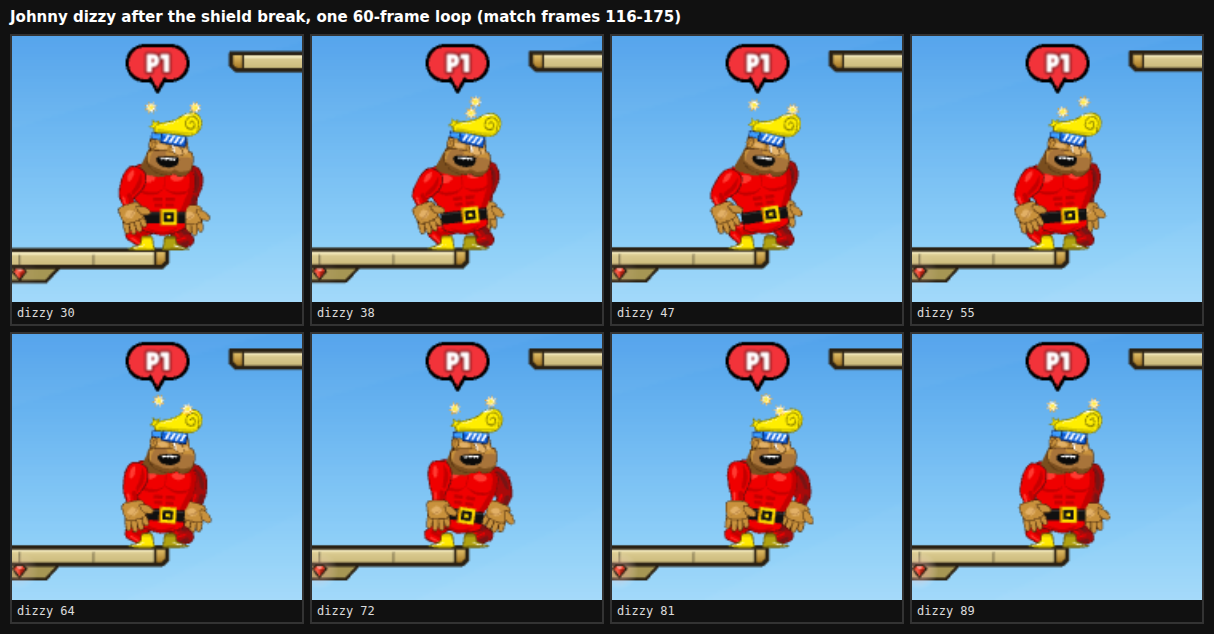 Johnny dizzy after the shield break, one 60-frame loop (match frames 116-175)
P1 P1 P1 P1
dizzy 30 dizzy 38 dizzy 47 dizzy 55
P1 P1 P1 P1
dizzy 64 dizzy 72 dizzy 81 dizzy 89